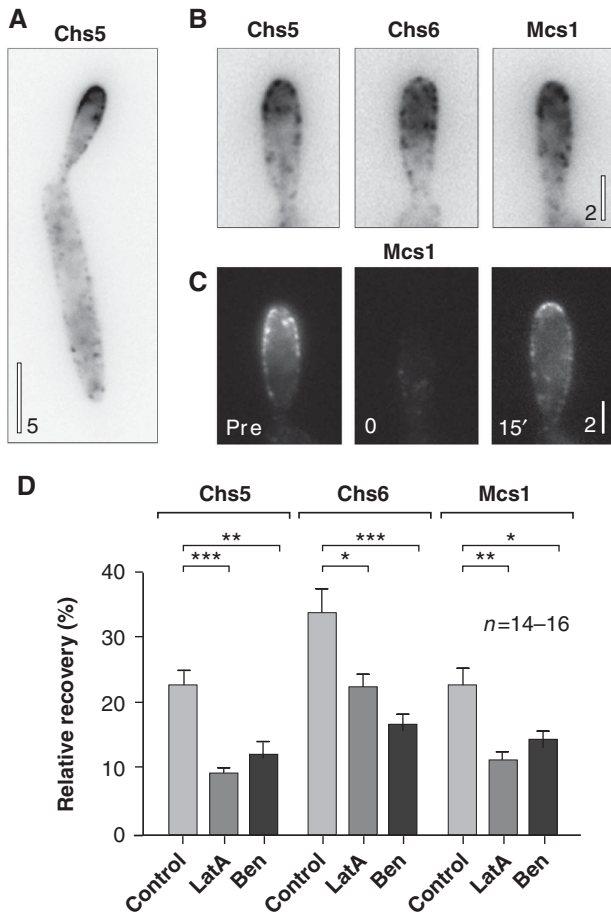 A
Chs5
5
B
Chs5 Chs6 Mcs1
2
Mcs1
C
Pre 0 15′ 2
D
Chs5 Chs6 Mcs1
** *** *
*** * **
n=14–16
Relative recovery (%)
40
30
20
10
0
Control LatA Ben Control LatA Ben Control LatA Ben